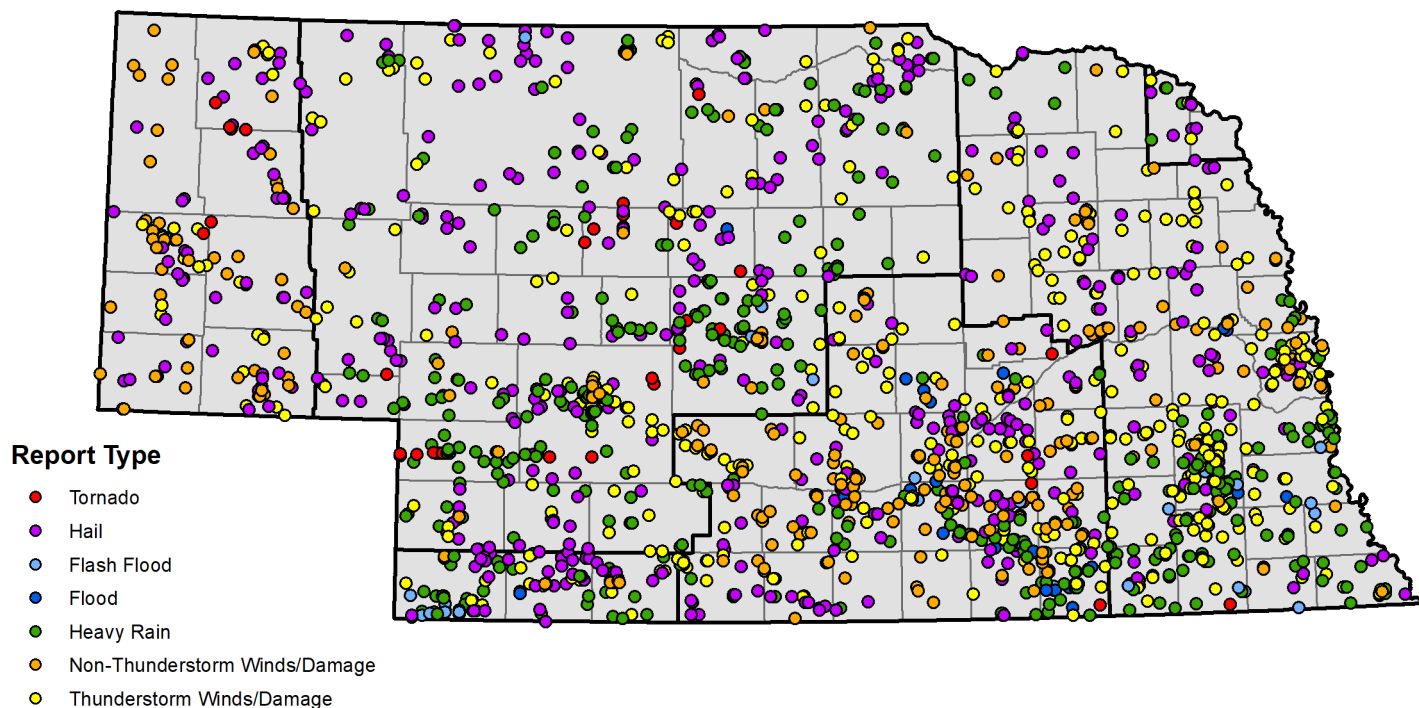 Report Type
Tornado
Hail
Flash Flood
Flood
Heavy Rain
Non-Thunderstorm Winds/Damage
Thunderstorm Winds/Damage